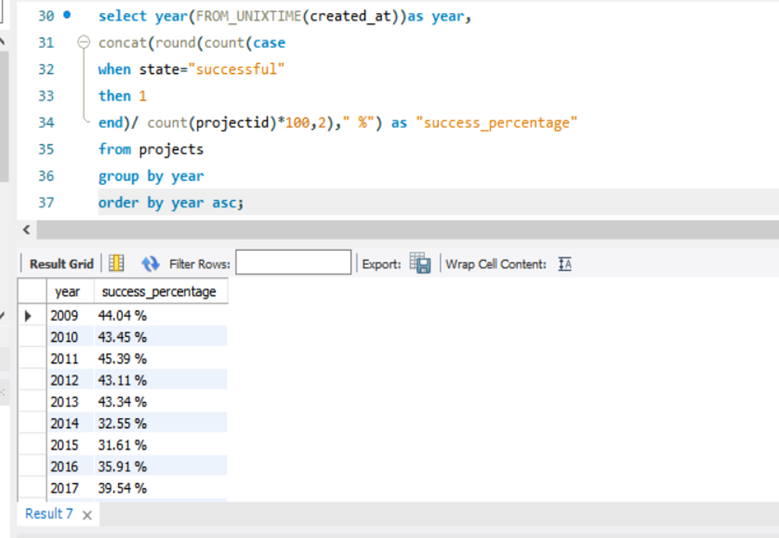 30 select year(FROM_UNIXTIME(created_at))as year,
31 concat(round(count(case
32 when state="successful"
33 then 1
34 end)/ count(projectid)*100,2)," %") as "success_percentage"
35 from projects
36 group by year
37 order by year asc;
Result Grid Filter Rows: Export: Wrap Cell Content:
year success_percentage
2009 44.04 %
2010 43.45 %
2011 45.39 %
2012 43.11 %
2013 43.34 %
2014 32.55 %
2015 31.61 %
2016 35.91 %
2017 39.54 %
Result 7